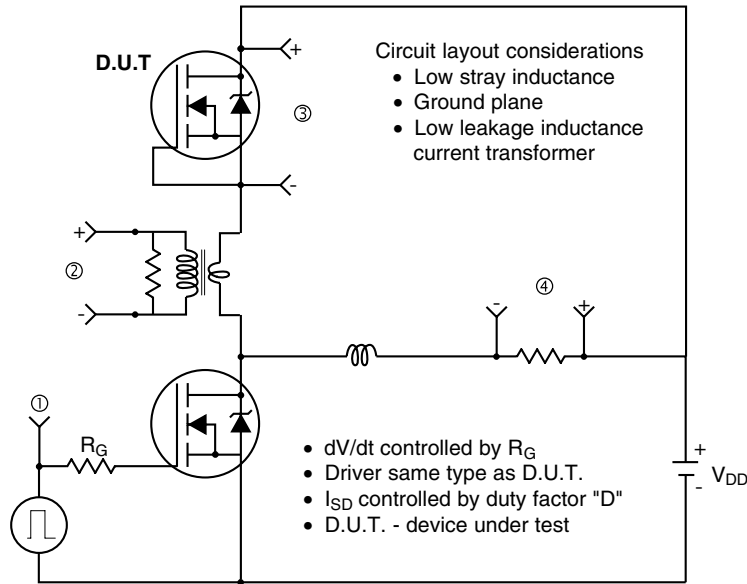 D.U.T
+
③
-
Circuit layout considerations
• Low stray inductance
• Ground plane
• Low leakage inductance
current transformer
+
②
-
-
④
+
①
R_G
• dV/dt controlled by R_G
• Driver same type as D.U.T.
• I_SD controlled by duty factor "D"
• D.U.T. - device under test
+
-
V_DD